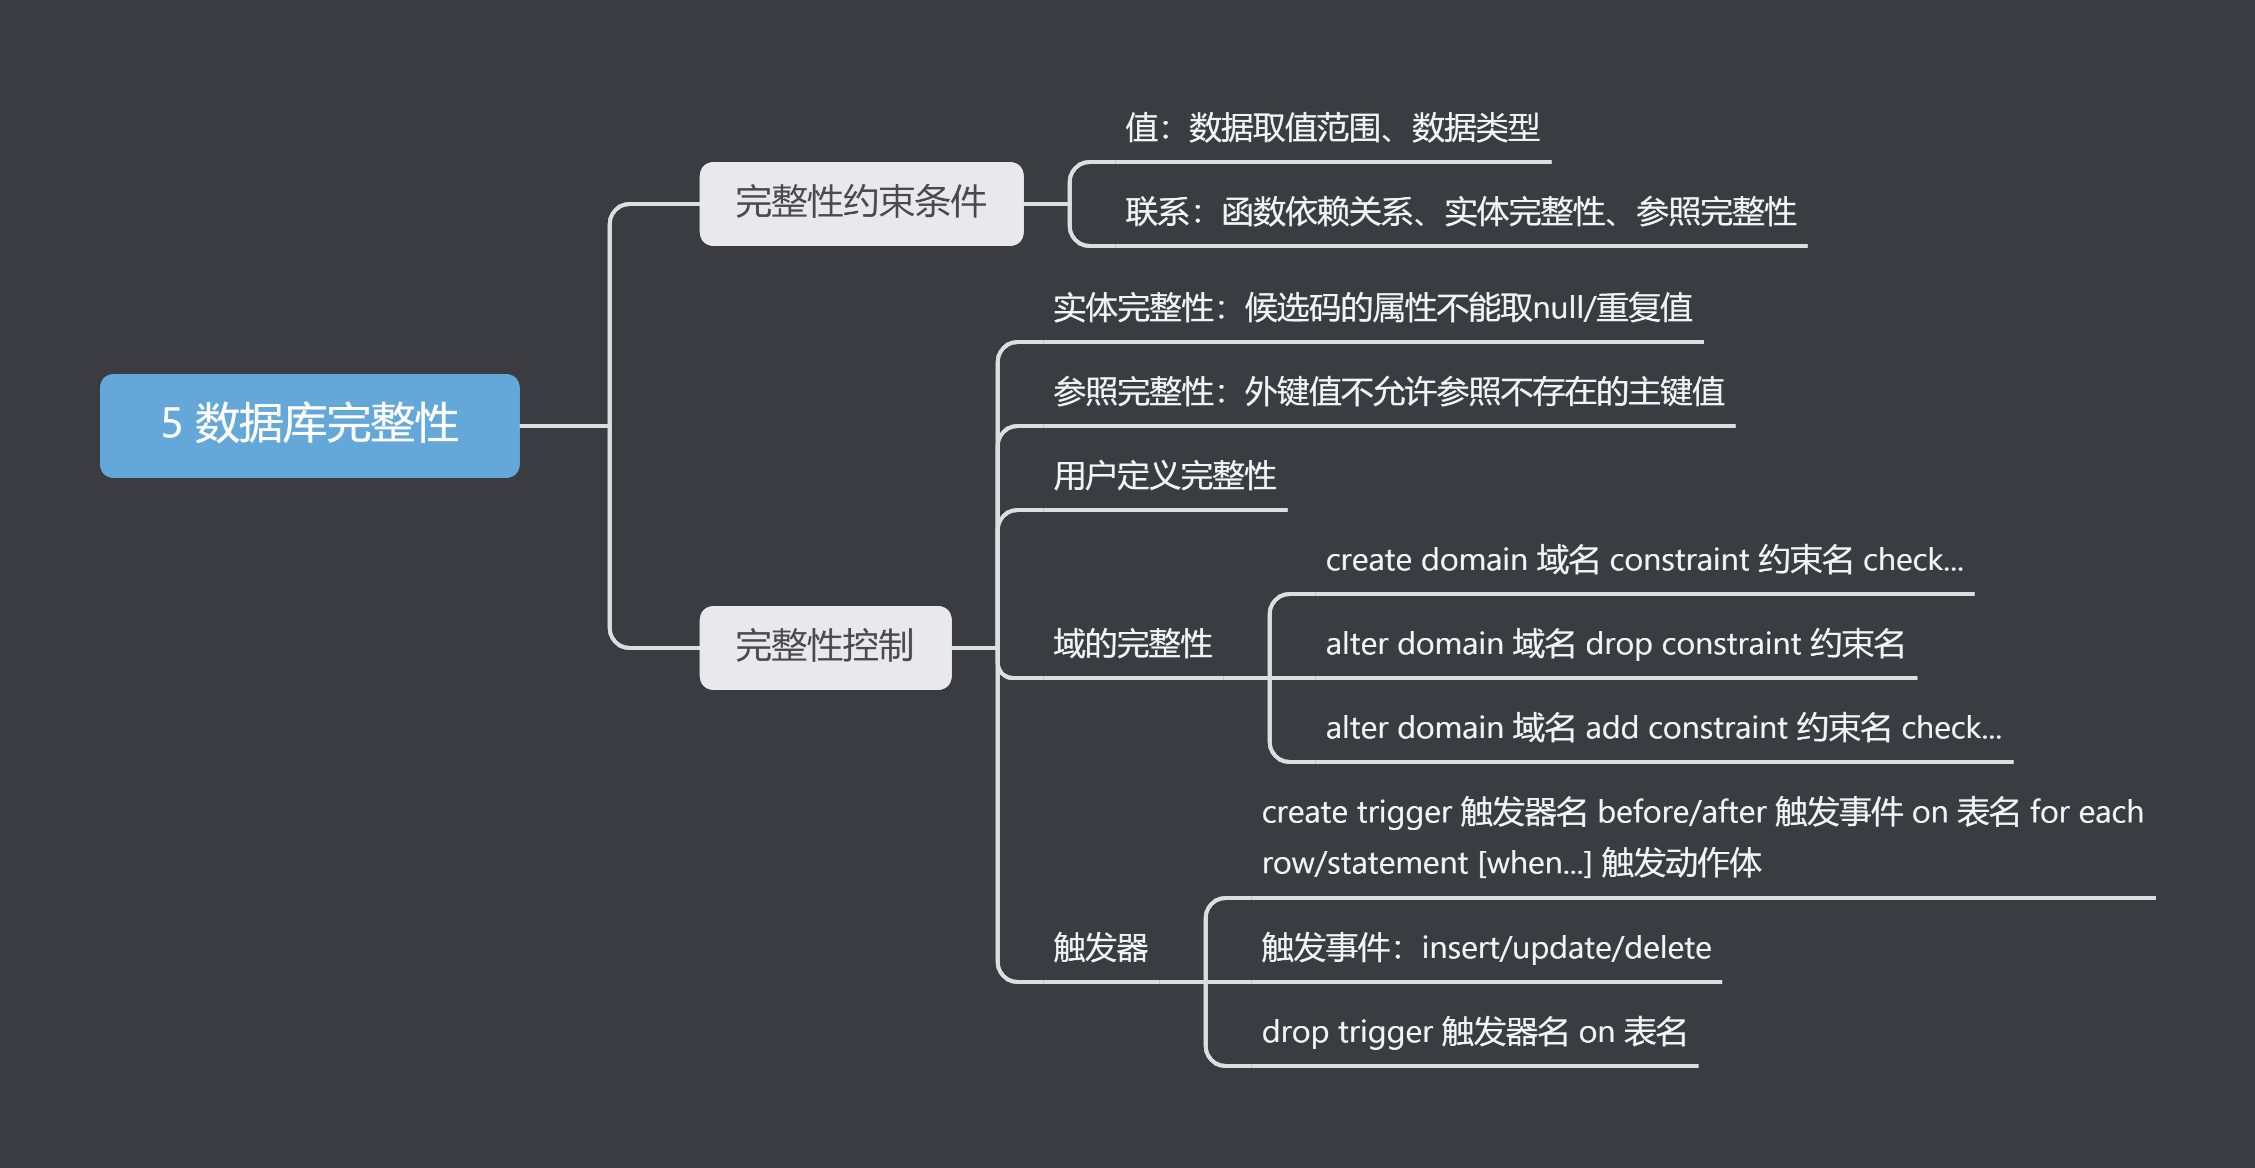 5 数据库完整性
完整性约束条件
值：数据取值范围、数据类型
联系：函数依赖关系、实体完整性、参照完整性
完整性控制
实体完整性：候选码的属性不能取null/重复值
参照完整性：外键值不允许参照不存在的主键值
用户定义完整性
域的完整性
create domain 域名 constraint 约束名 check...
alter domain 域名 drop constraint 约束名
alter domain 域名 add constraint 约束名 check...
触发器
create trigger 触发器名 before/after 触发事件 on 表名 for each
row/statement [when...] 触发动作体
触发事件：insert/update/delete
drop trigger 触发器名 on 表名